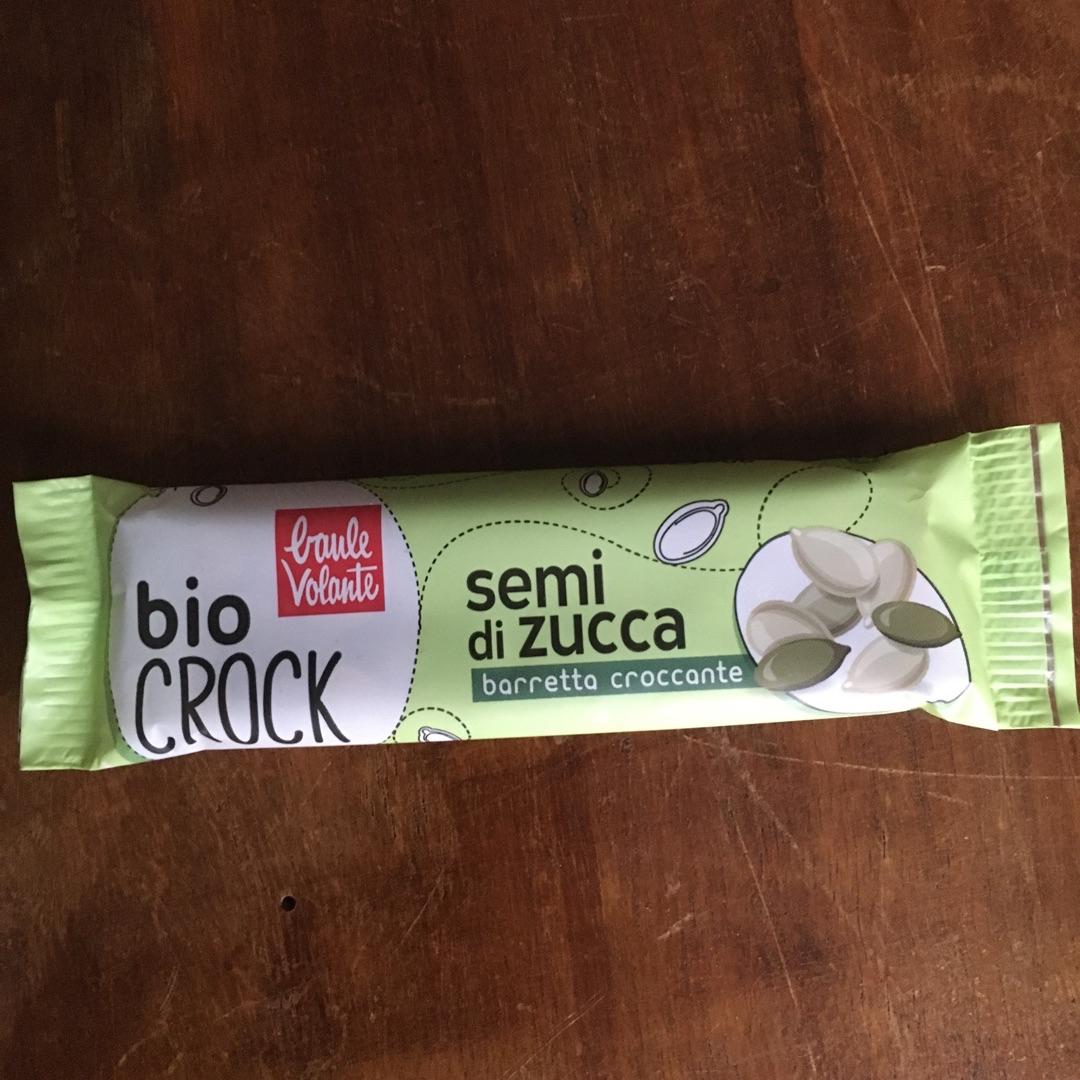 bio
CROCK
baule
volante
semi
di zucca
barretta croccante